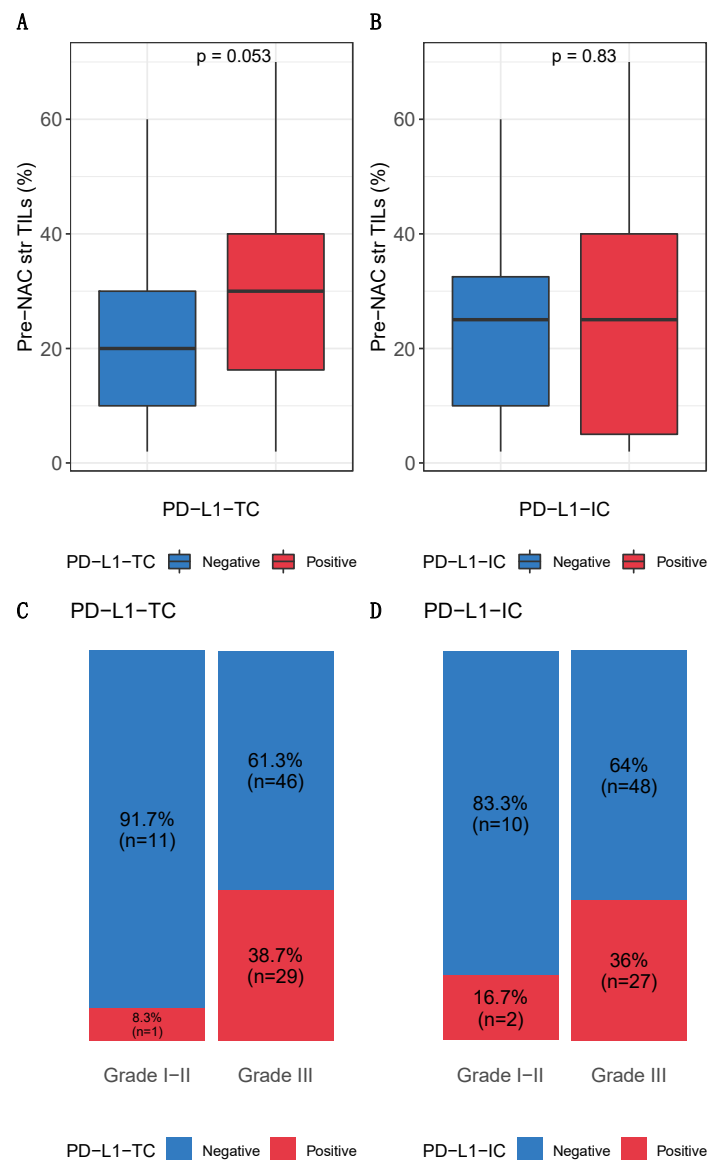 A
B
p = 0.053
p = 0.83
Pre−NAC str TILs (%)
60
40
20
0
Pre−NAC str TILs (%)
60
40
20
0
PD−L1−TC
PD−L1−IC
PD−L1−TC Negative Positive
PD−L1−IC Negative Positive
C PD−L1−TC
D PD−L1−IC
91.7%
(n=11)
61.3%
(n=46)
8.3%
(n=1)
38.7%
(n=29)
83.3%
(n=10)
64%
(n=48)
16.7%
(n=2)
36%
(n=27)
Grade I−II
Grade III
Grade I−II
Grade III
PD−L1−TC Negative Positive
PD−L1−IC Negative Positive